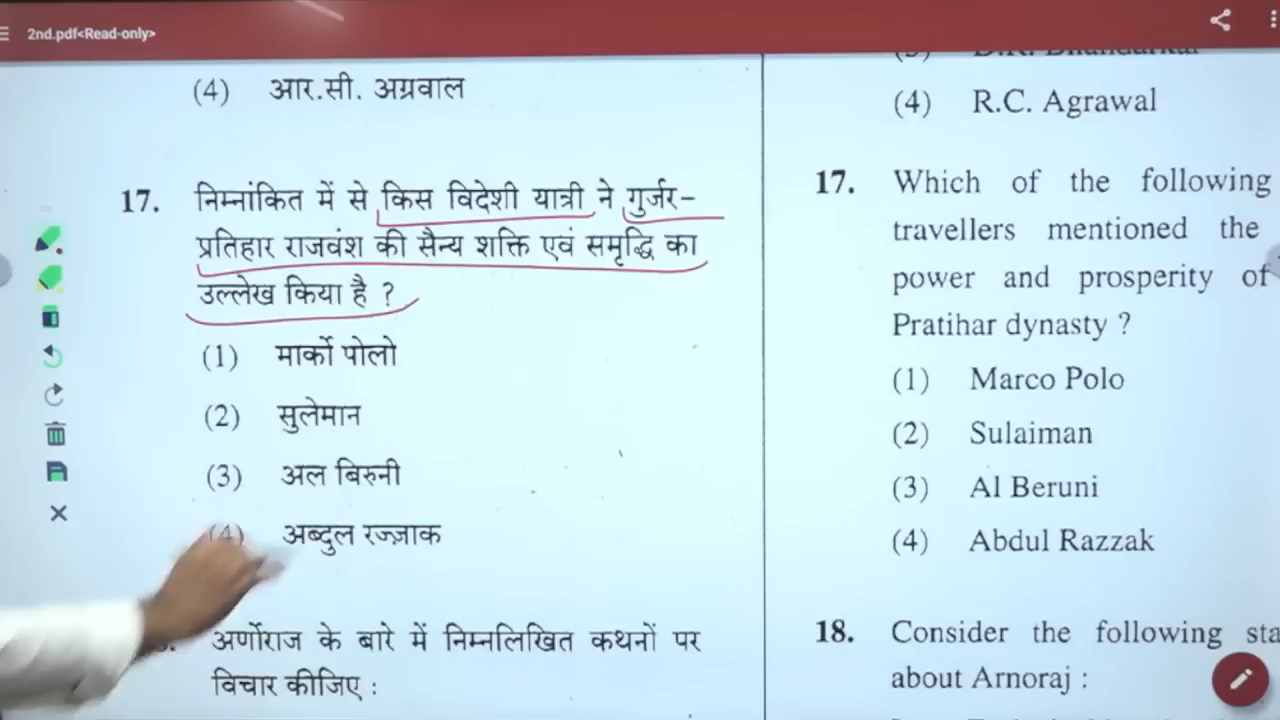 2nd.pdf<Read-only>
(4) आर.सी. अग्रवाल
17. निम्नांकित में से किस विदेशी यात्री ने गुर्जर-
प्रतिहार राजवंश की सैन्य शक्ति एवं समृद्धि का
उल्लेख किया है ?
(1) मार्को पोलो
(2) सुलेमान
(3) अल बिरुनी
(4) अब्दुल रज्ज़ाक
अर्णोराज के बारे में निम्नलिखित कथनों पर
विचार कीजिए :
(4) R.C. Agrawal
17. Which of the following
travellers mentioned the
power and prosperity of
Pratihar dynasty ?
(1) Marco Polo
(2) Sulaiman
(3) Al Beruni
(4) Abdul Razzak
18. Consider the following
about Arnoraj :